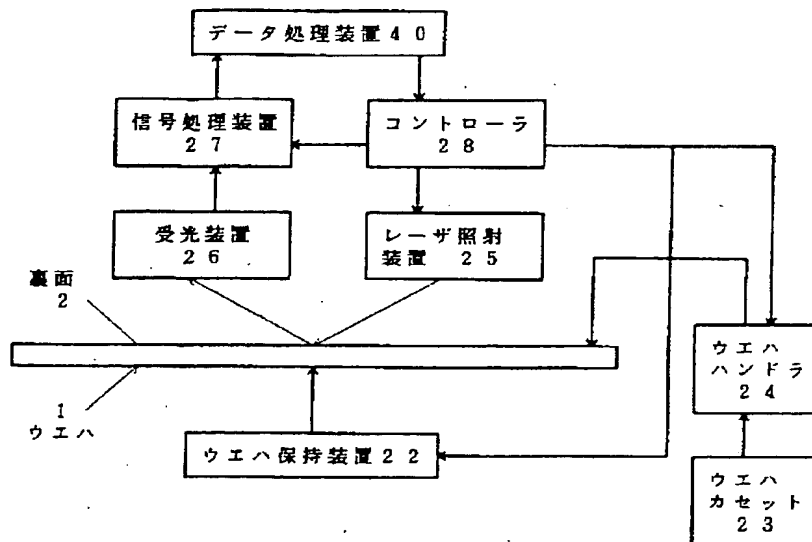 データ処理装置40
信号処理装置
27
コントローラ
28
受光装置
26
レーザ照射
装置 25
裏面
2
1
ウエハ
ウエハ
ハンドラ
24
ウエハ保持装置22
ウエハ
カセット
23